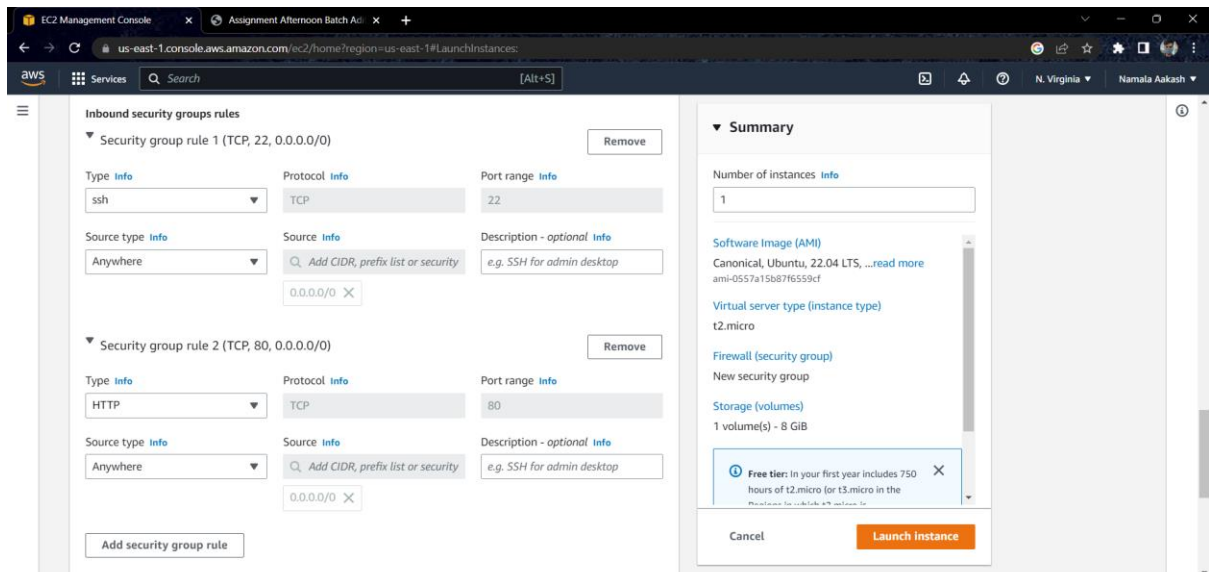 EC2 Management Console
Assignment Afternoon Batch Ad
us-east-1.console.aws.amazon.com/ec2/home?region=us-east-1#LaunchInstances:
aws Services Search [Alt+S] N. Virginia Namala Aakash
Inbound security groups rules
Security group rule 1 (TCP, 22, 0.0.0.0/0) Remove
Type Info Protocol Info Port range Info
ssh TCP 22
Source type Info Source Info Description - optional Info
Anywhere Add CIDR, prefix list or security e.g. SSH for admin desktop
0.0.0.0/0
Security group rule 2 (TCP, 80, 0.0.0.0/0) Remove
Type Info Protocol Info Port range Info
HTTP TCP 80
Source type Info Source Info Description - optional Info
Anywhere Add CIDR, prefix list or security e.g. SSH for admin desktop
0.0.0.0/0
Add security group rule
Summary
Number of instances Info
1
Software Image (AMI)
Canonical, Ubuntu, 22.04 LTS, ...read more
ami-0557a15b87f6559cf
Virtual server type (instance type)
t2.micro
Firewall (security group)
New security group
Storage (volumes)
1 volume(s) - 8 GiB
Free tier: In your first year includes 750
hours of t2.micro (or t3.micro in the
Cancel Launch instance